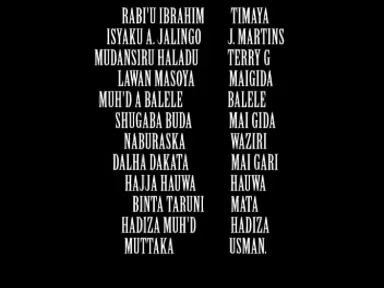 RABI'U IBRAHIM TIMAYA
ISYAKU A. JALINGO J. MARTINS
MUDANSIRU HALADU TERRY G
LAWAN MASOYA MAIGIDA
MUH'D A BALELE BALELE
SHUGABA BUDA MAI GIDA
NABURASKA WAZIRI
DALHA DAKATA MAI GARI
HAJJA HAUWA HAUWA
BINTA TARUNI MATA
HADIZA MUH'D HADIZA
MUTTAKA USMAN.